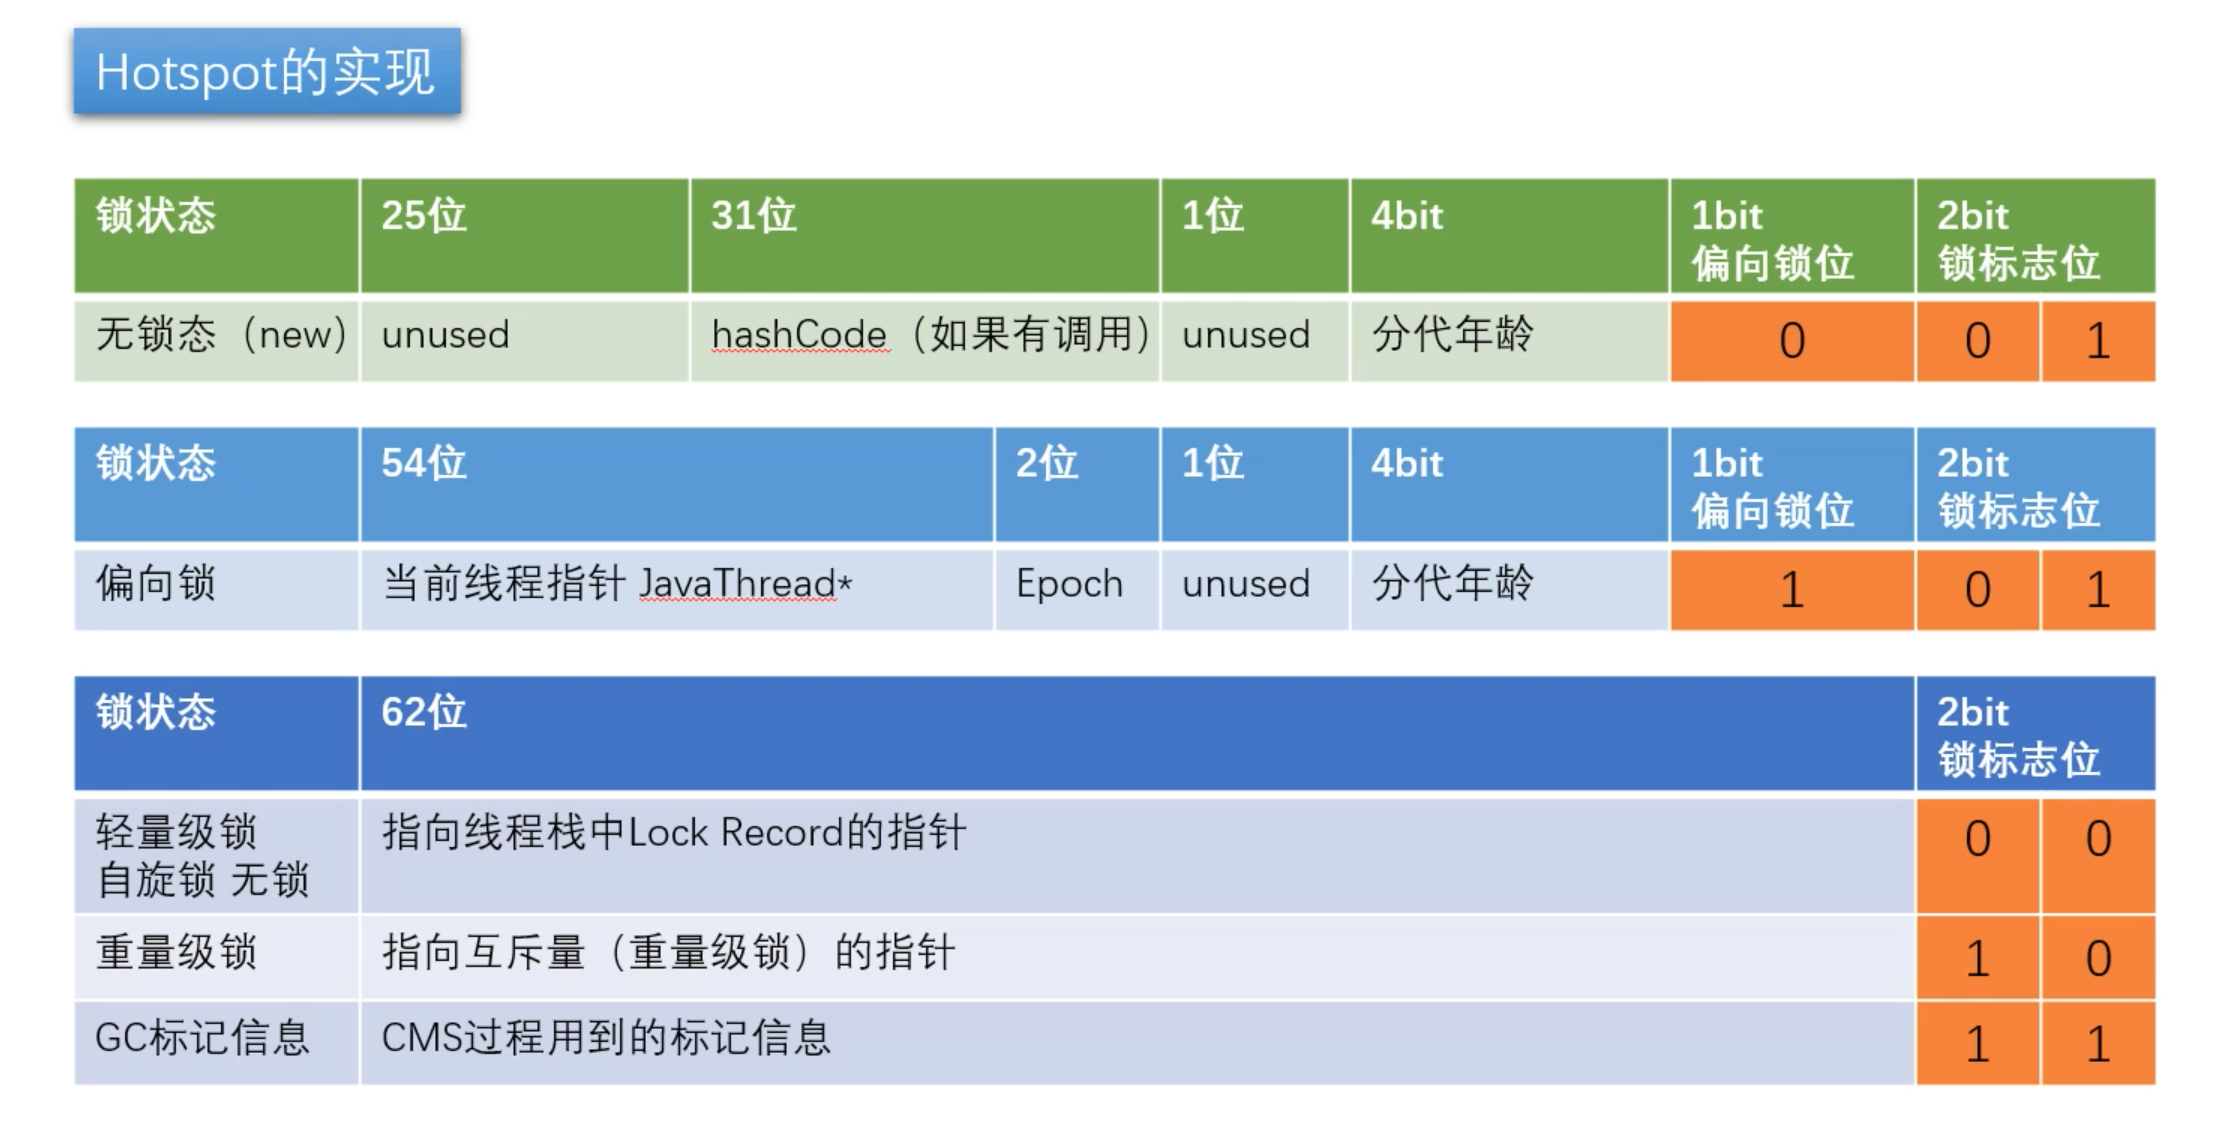 Hotspot的实现
锁状态 25位 31位 1位 4bit 1bit 2bit
偏向锁位 锁标志位
无锁态（new） unused hashCode（如果有调用） unused 分代年龄 0 0 1
锁状态 54位 2位 1位 4bit 1bit 2bit
偏向锁位 锁标志位
偏向锁 当前线程指针 JavaThread* Epoch unused 分代年龄 1 0 1
锁状态 62位 2bit
锁标志位
轻量级锁 指向线程栈中Lock Record的指针 0 0
自旋锁 无锁
重量级锁 指向互斥量（重量级锁）的指针 1 0
GC标记信息 CMS过程用到的标记信息 1 1